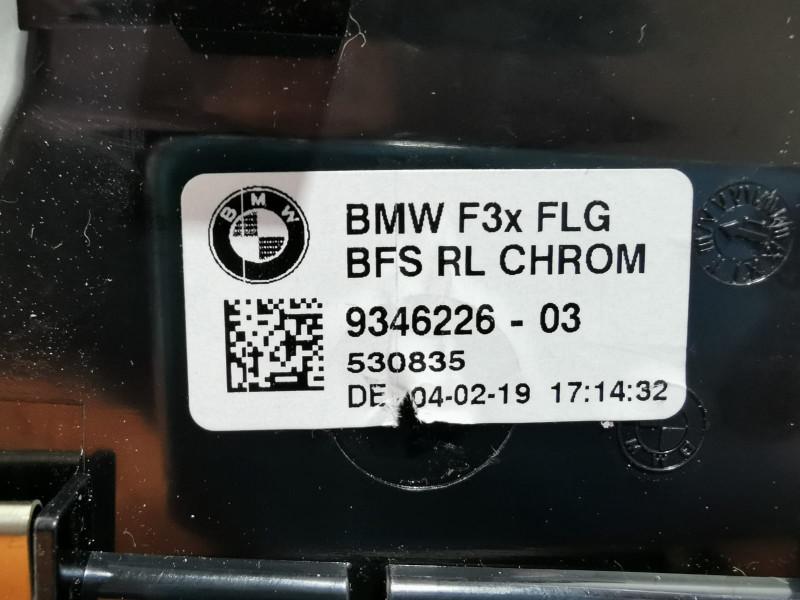 BMW
BMW F3x FLG
BFS RL CHROM
9346226 - 03
530835
DE 04-02-19 17:14:32